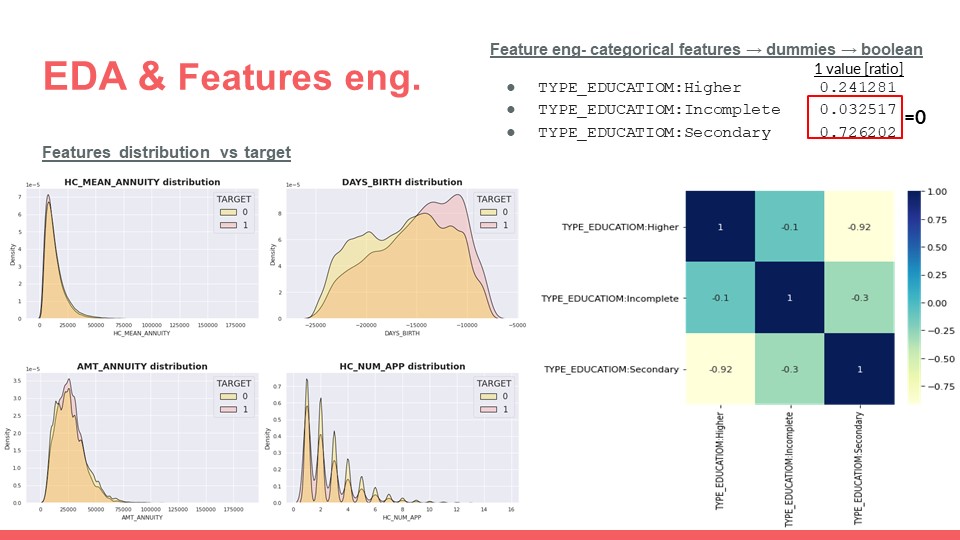 EDA & Features eng.
Feature eng- categorical features → dummies → boolean
1 value [ratio]
● TYPE_EDUCATIOM:Higher 0.241281
● TYPE_EDUCATIOM:Incomplete 0.032517
=0
● TYPE_EDUCATIOM:Secondary 0.726202
Features distribution vs target
HC_MEAN_ANNUITY distribution
1e−5
TARGET
0
1
7
6
5
4
3
2
1
0
Density
0 25000 50000 75000 100000 125000 150000 175000
HC_MEAN_ANNUITY
DAYS_BIRTH distribution
1e−5
TARGET
0
1
8
6
4
2
0
Density
−25000 −20000 −15000 −10000 −5000
DAYS_BIRTH
AMT_ANNUITY distribution
1e−5
TARGET
0
1
3.5
3.0
2.5
2.0
1.5
1.0
0.5
0.0
Density
0 25000 50000 75000 100000 125000 150000 175000
AMT_ANNUITY
HC_NUM_APP distribution
TARGET
0
1
0.7
0.6
0.5
0.4
0.3
0.2
0.1
0.0
Density
0 2 4 6 8 10 12 14 16
HC_NUM_APP
TYPE_EDUCATIOM:Higher 1 -0.1 -0.92
TYPE_EDUCATIOM:Incomplete -0.1 1 -0.3
TYPE_EDUCATIOM:Secondary -0.92 -0.3 1
TYPE_EDUCATIOM:Higher
TYPE_EDUCATIOM:Incomplete
TYPE_EDUCATIOM:Secondary
1.00
0.75
0.50
0.25
0.00
−0.25
−0.50
−0.75